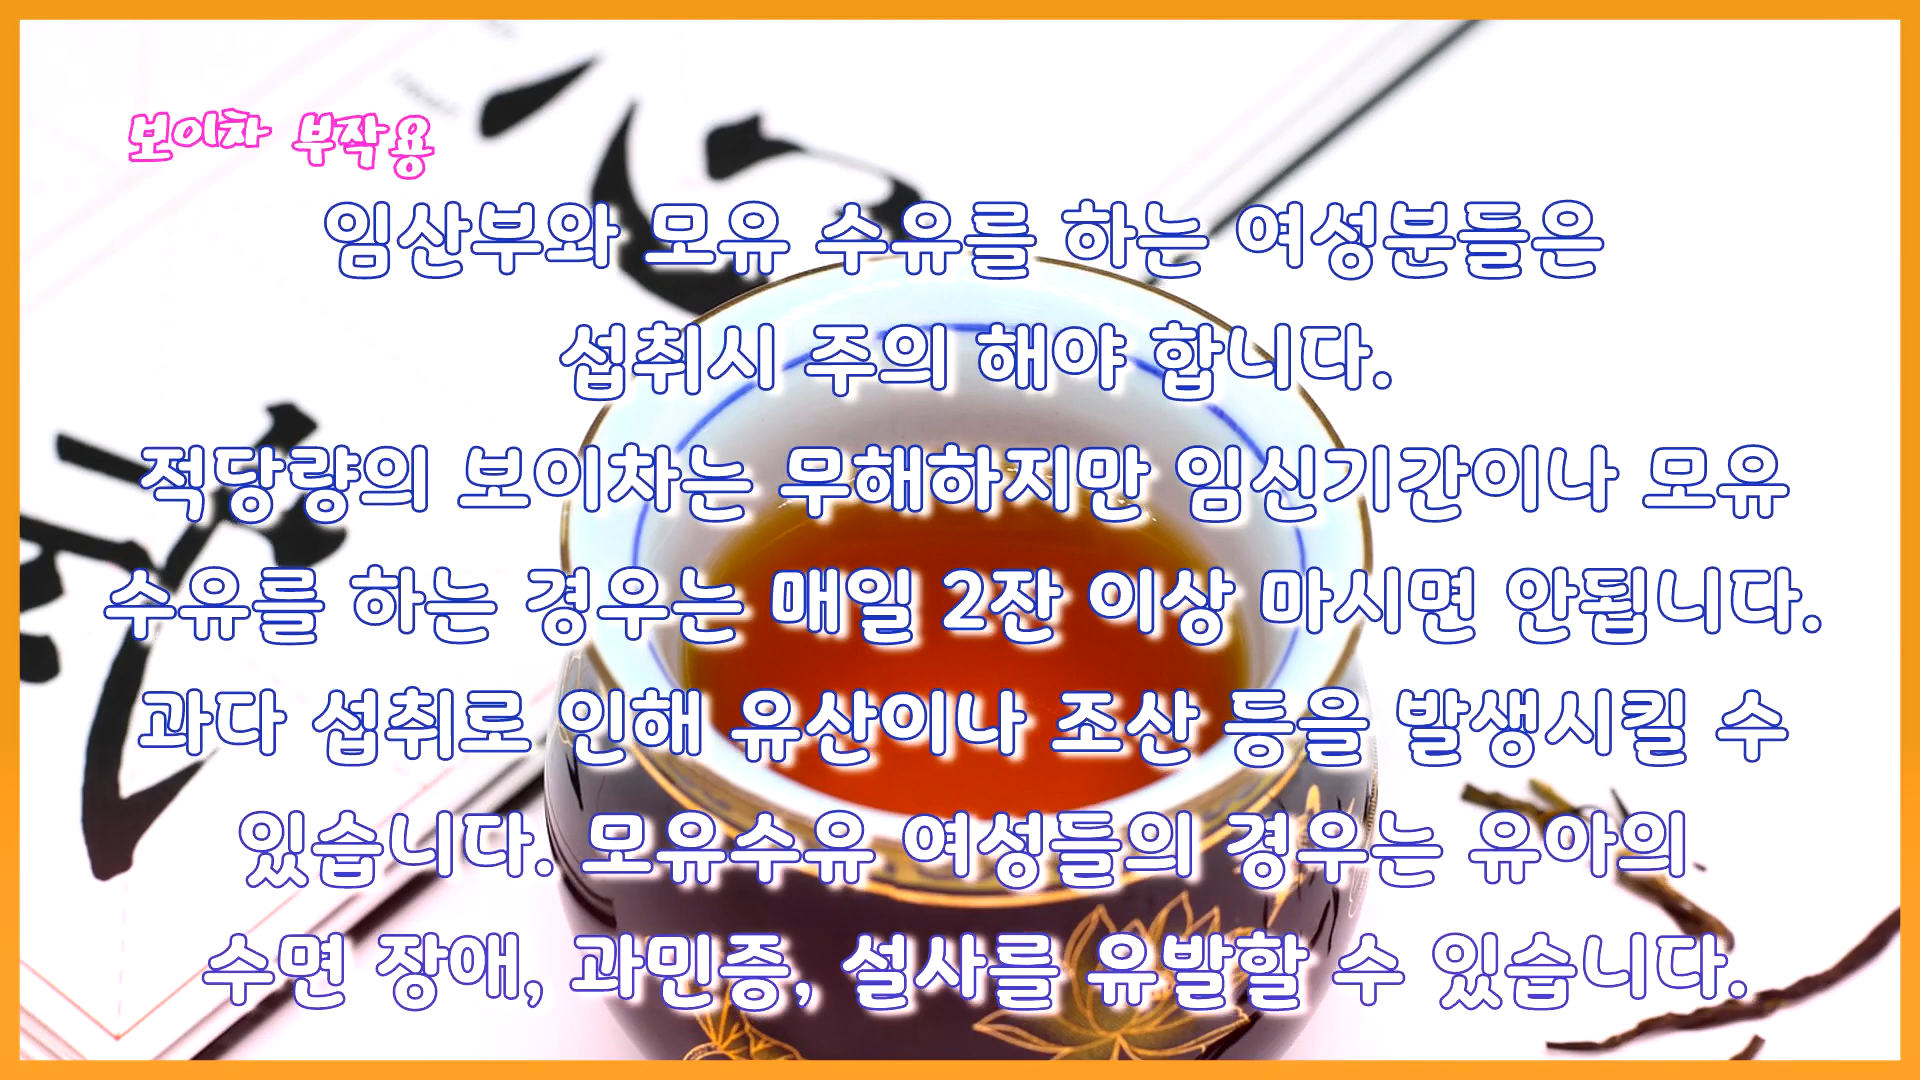 보이차 부작용
임산부와 모유 수유를 하는 여성분들은
섭취시 주의 해야 합니다.
적당량의 보이차는 무해하지만 임신기간이나 모유
수유를 하는 경우는 매일 2잔 이상 마시면 안됩니다.
과다 섭취로 인해 유산이나 조산 등을 발생시킬 수
있습니다. 모유수유 여성들의 경우는 유아의
수면 장애, 과민증, 설사를 유발할 수 있습니다.